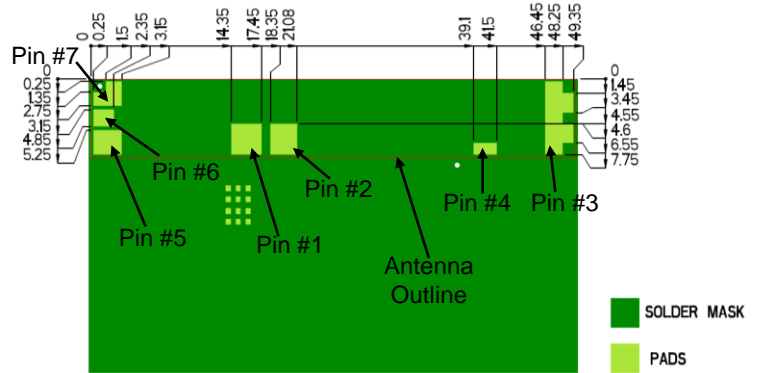 0
0.25
1.5
2.35
3.15
14.35
17.45
18.35
21.08
39.1
41.5
46.45
48.25
49.35
Pin #7
0
0.25
1.35
2.75
3.15
4.85
5.25
0
1.45
3.45
4.55
4.6
6.55
7.75
Pin #6
Pin #2
Pin #4
Pin #3
Pin #5
Pin #1
Antenna
Outline
SOLDER MASK
PADS